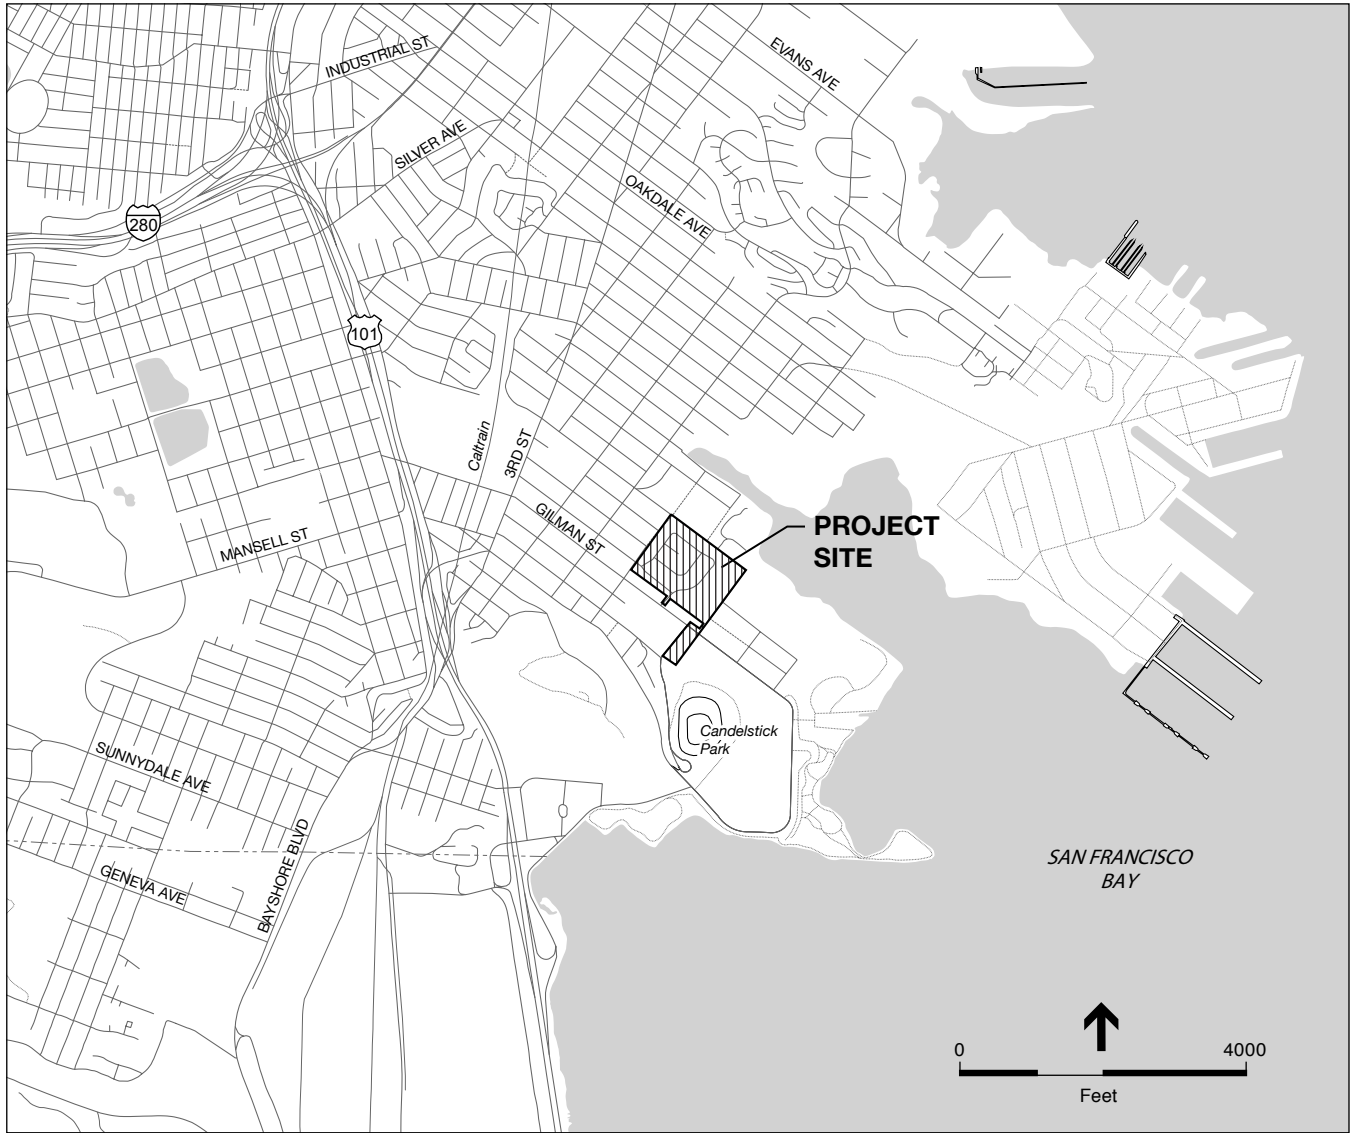 EVANS AVE
INDUSTRIAL ST
SILVER AVE
OAKDALE AVE
280
101
Caltrain
3RD ST
GILMAN ST
PROJECT
SITE
MANSELL ST
Candelstick
Park
SUNNYDALE AVE
BAYSHORE BLVD
GENEVA AVE
SAN FRANCISCO
BAY
0 4000
Feet